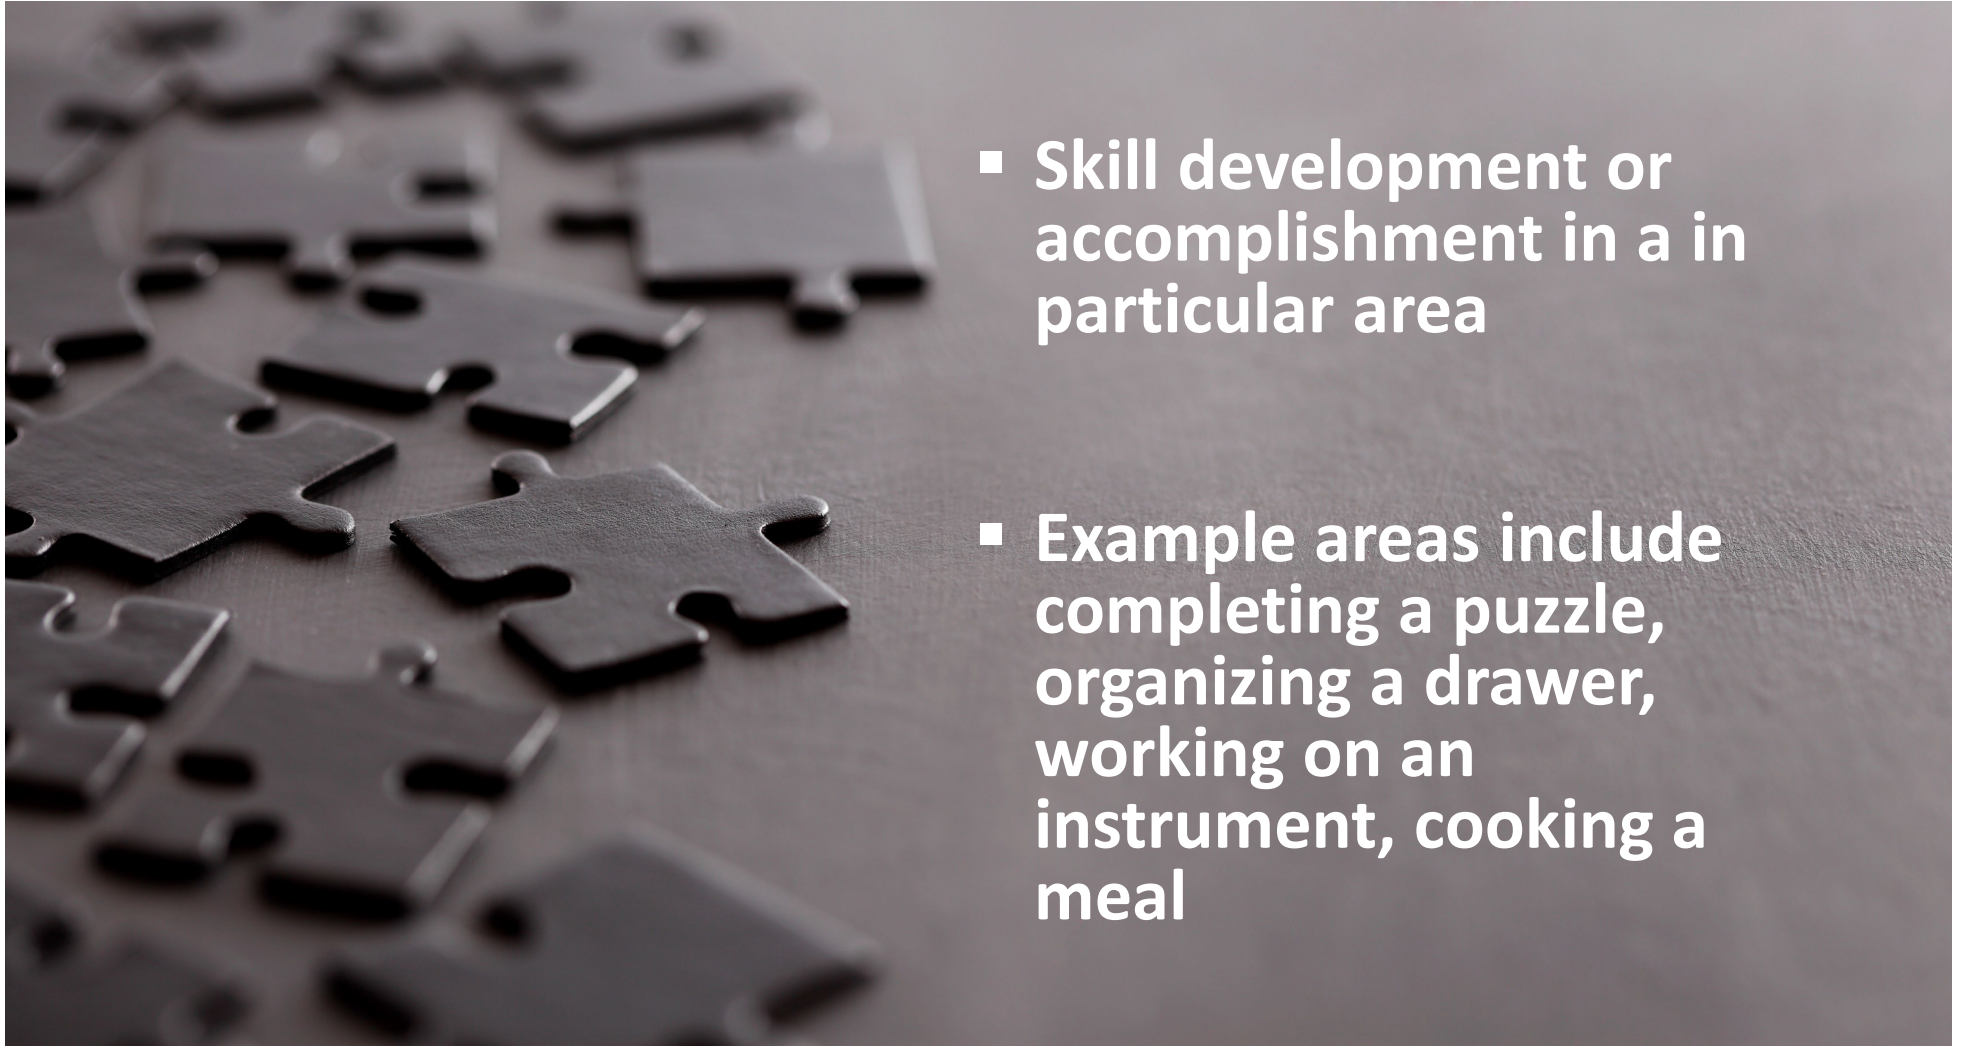 ▪ Skill development or
accomplishment in a in
particular area
▪ Example areas include
completing a puzzle,
organizing a drawer,
working on an
instrument, cooking a
meal